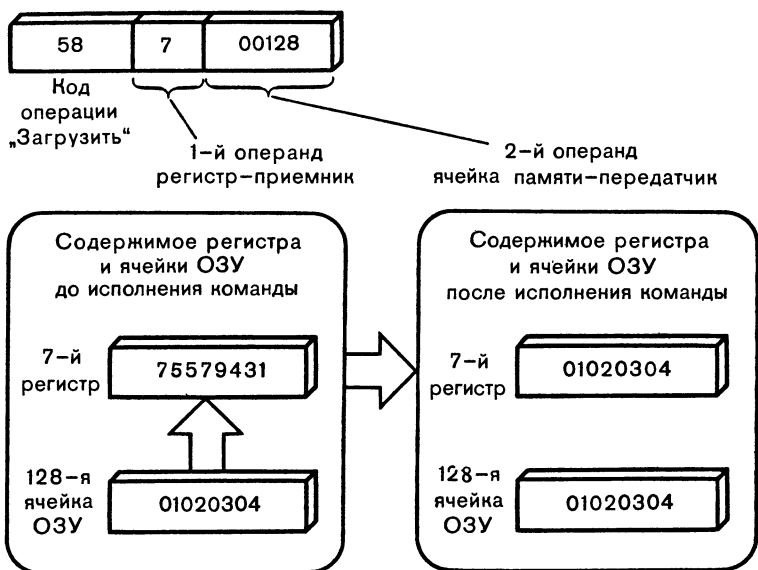 58 7 00128
Код
операции
„Загрузить“
1-й операнд
регистр-приемник
2-й операнд
ячейка памяти-передатчик
Содержимое регистра
и ячейки ОЗУ
до исполнения команды
7-й
регистр
75579431
128-я
ячейка
ОЗУ
01020304
Содержимое регистра
и ячейки ОЗУ
после исполнения команды
7-й
регистр
01020304
128-я
ячейка
ОЗУ
01020304